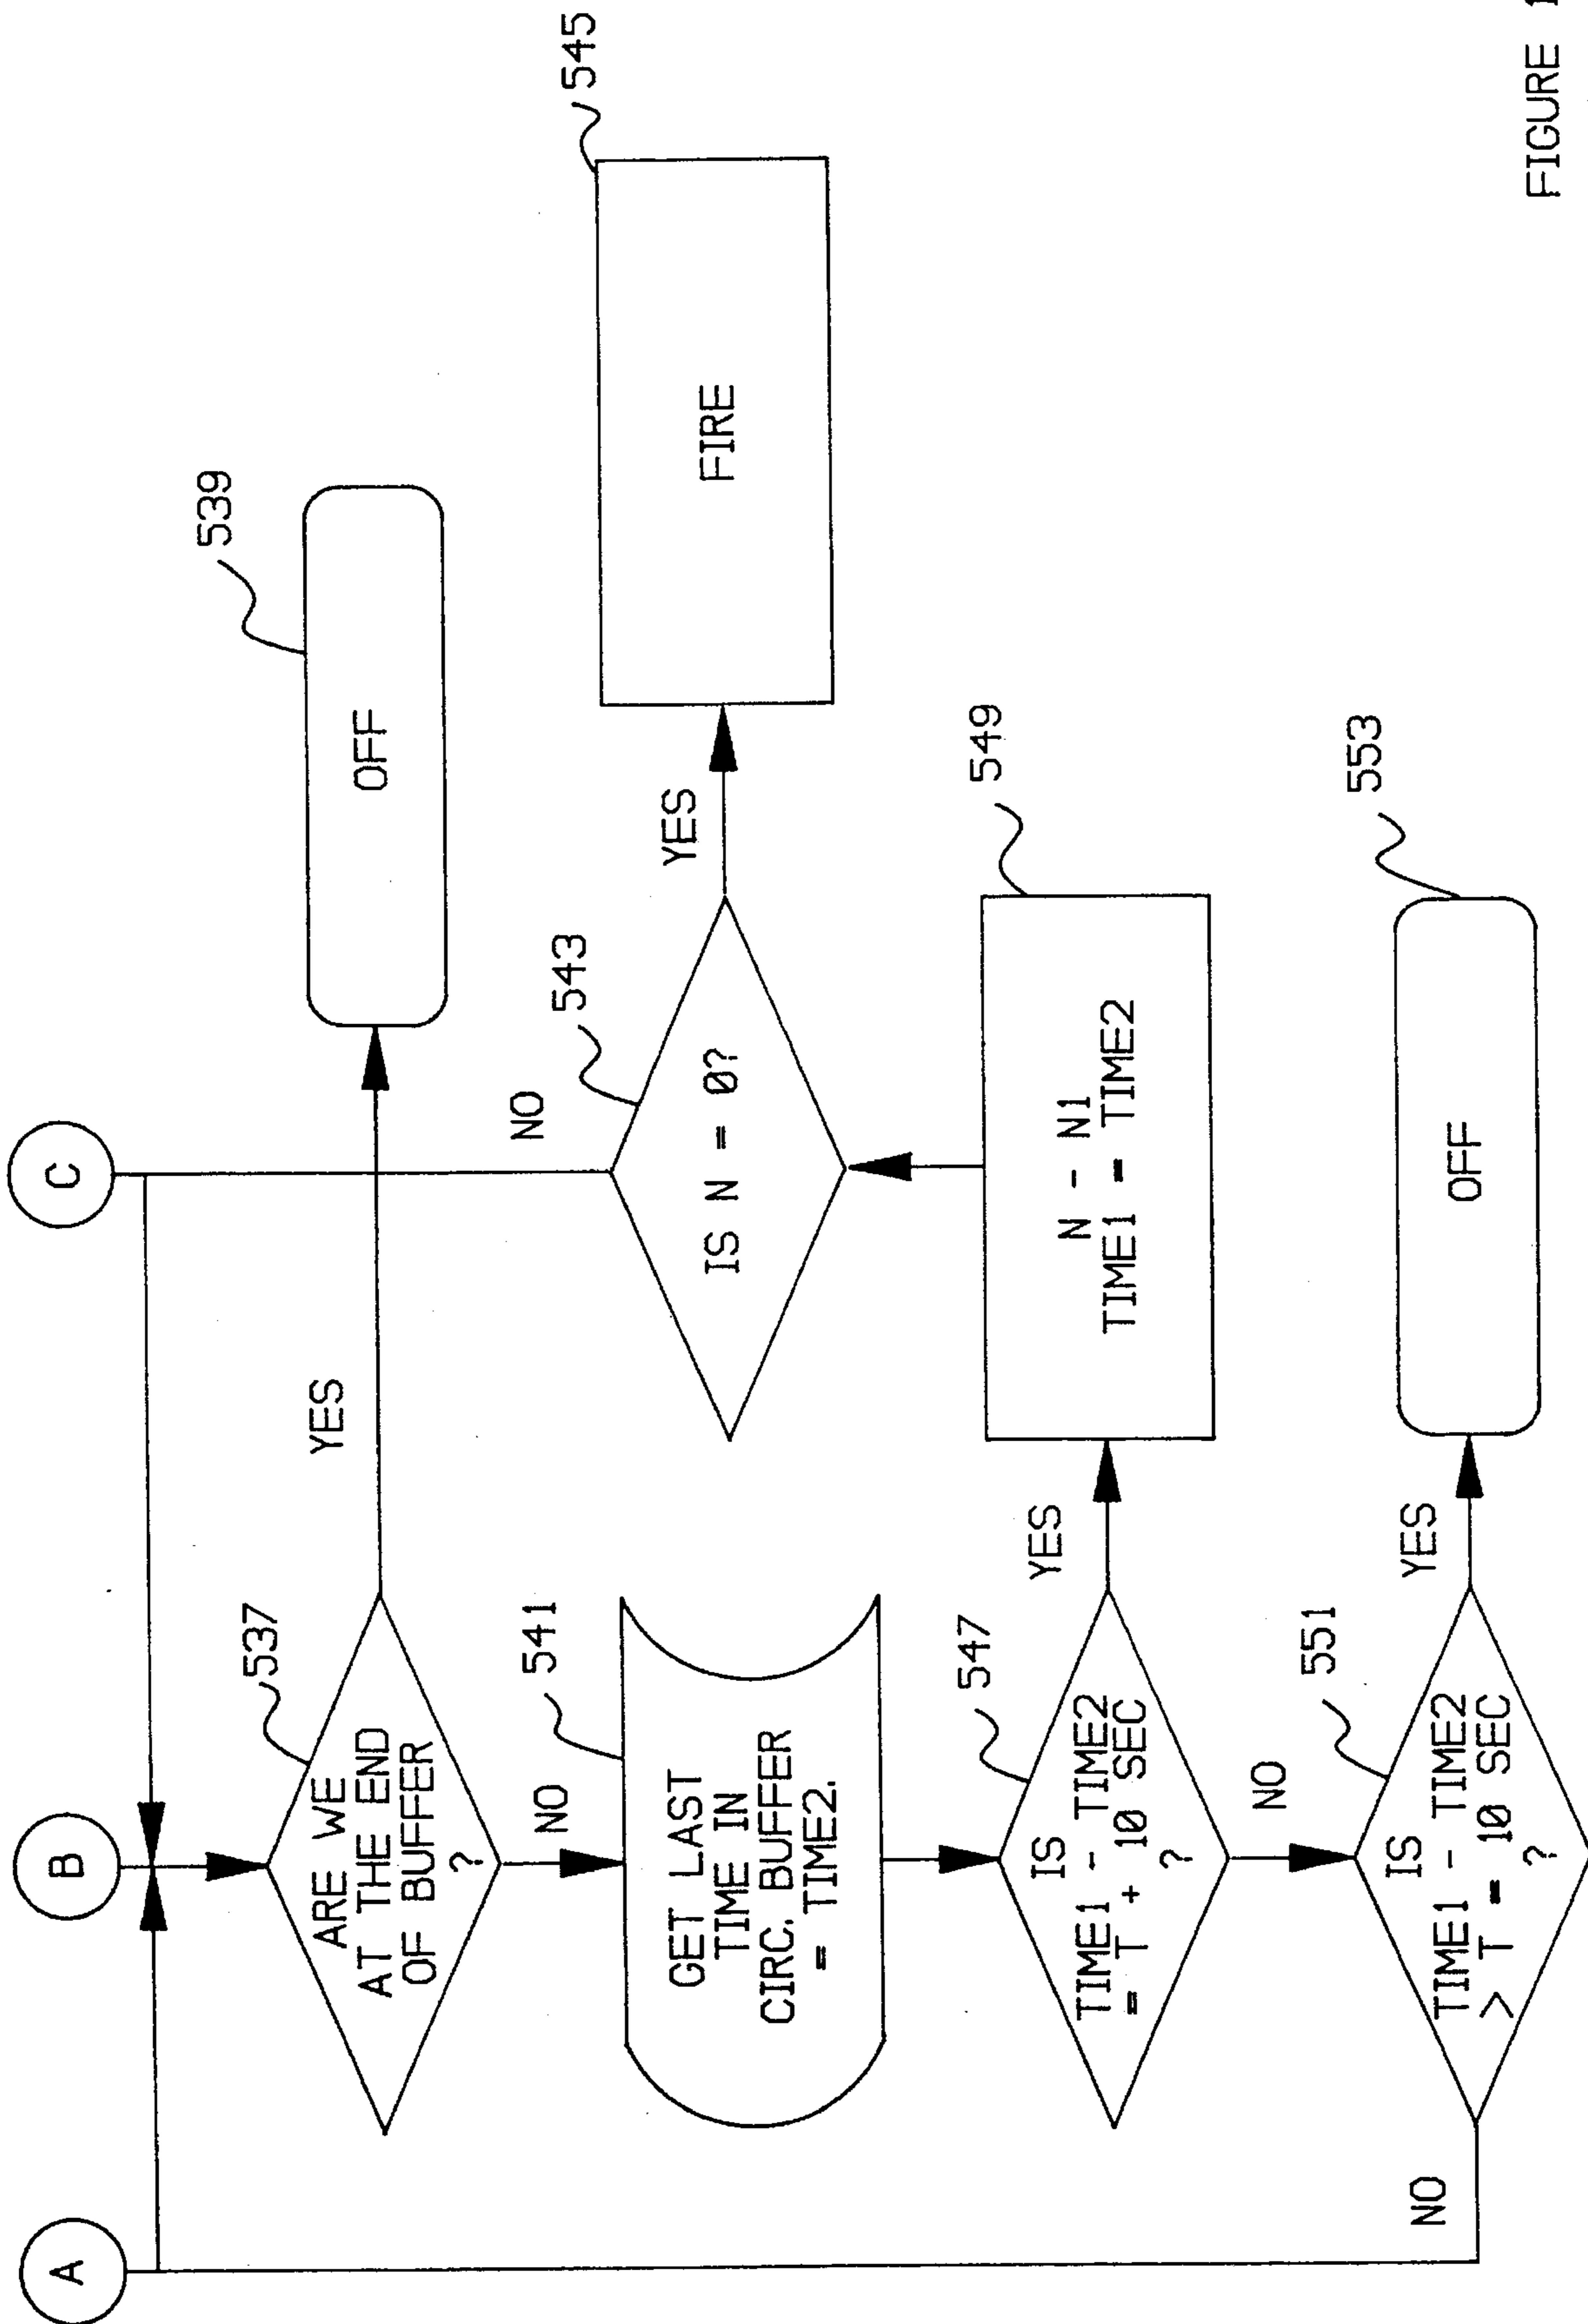 A
B
C
537
ARE WE
AT THE END
OF BUFFER
?
YES
539
OFF
NO
541
GET LAST
TIME IN
CIRC. BUFFER
= TIME2.
NO
543
IS N = 0?
YES
545
FIRE
547
IS
TIME1 - TIME2
= T + 10 SEC
?
YES
549
N - N1
TIME1 = TIME2
NO
551
IS
TIME1 - TIME2
> T = 10 SEC
?
YES
553
OFF
NO
FIGURE